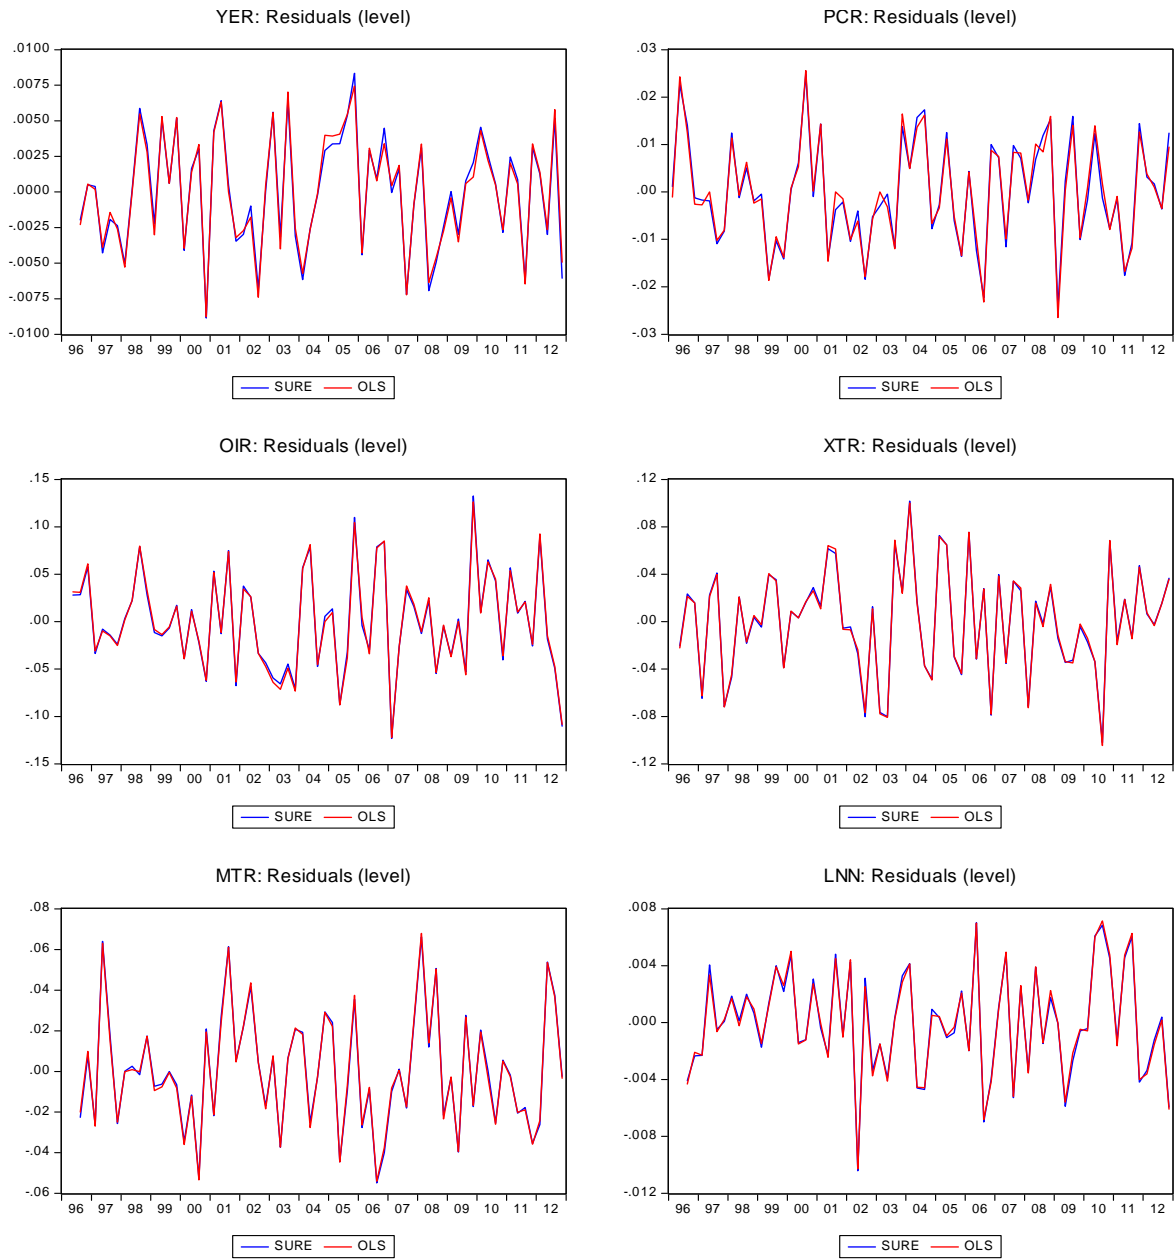 YER: Residuals (level)
.0100
.0075
.0050
.0025
.0000
-.0025
-.0050
-.0075
-.0100
96 97 98 99 00 01 02 03 04 05 06 07 08 09 10 11 12
SURE OLS
PCR: Residuals (level)
.03
.02
.01
.00
-.01
-.02
-.03
96 97 98 99 00 01 02 03 04 05 06 07 08 09 10 11 12
SURE OLS
OIR: Residuals (level)
.15
.10
.05
.00
-.05
-.10
-.15
96 97 98 99 00 01 02 03 04 05 06 07 08 09 10 11 12
SURE OLS
XTR: Residuals (level)
.12
.08
.04
.00
-.04
-.08
-.12
96 97 98 99 00 01 02 03 04 05 06 07 08 09 10 11 12
SURE OLS
MTR: Residuals (level)
.08
.06
.04
.02
.00
-.02
-.04
-.06
96 97 98 99 00 01 02 03 04 05 06 07 08 09 10 11 12
SURE OLS
LNN: Residuals (level)
.008
.004
.000
-.004
-.008
-.012
96 97 98 99 00 01 02 03 04 05 06 07 08 09 10 11 12
SURE OLS